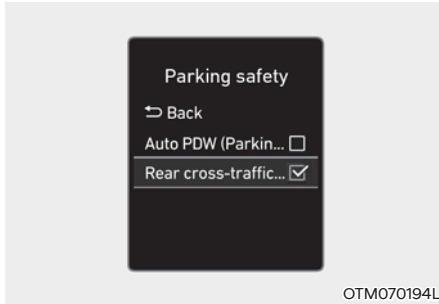 Parking safety
⮌ Back
Auto PDW (Parkin...
Rear cross-traffic...
OTM070194L